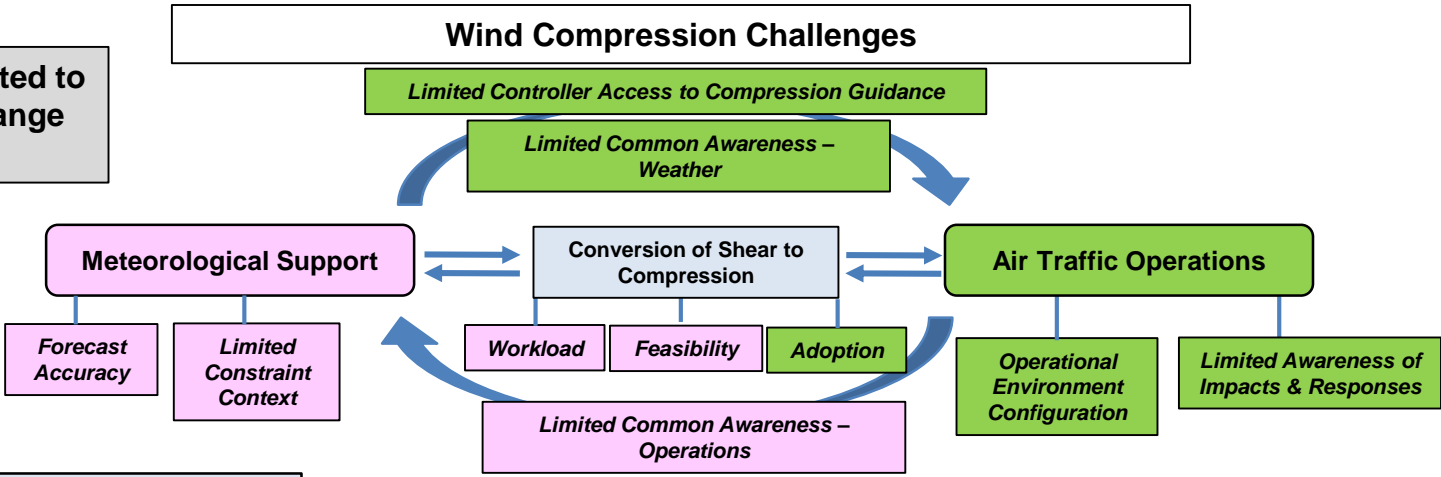 Wind Compression Challenges
ted to
ange
Limited Controller Access to Compression Guidance
Limited Common Awareness –
Weather
Meteorological Support
Conversion of Shear to
Compression
Air Traffic Operations
Forecast
Accuracy
Limited
Constraint
Context
Workload
Feasibility
Adoption
Operational
Environment
Configuration
Limited Awareness of
Impacts & Responses
Limited Common Awareness –
Operations